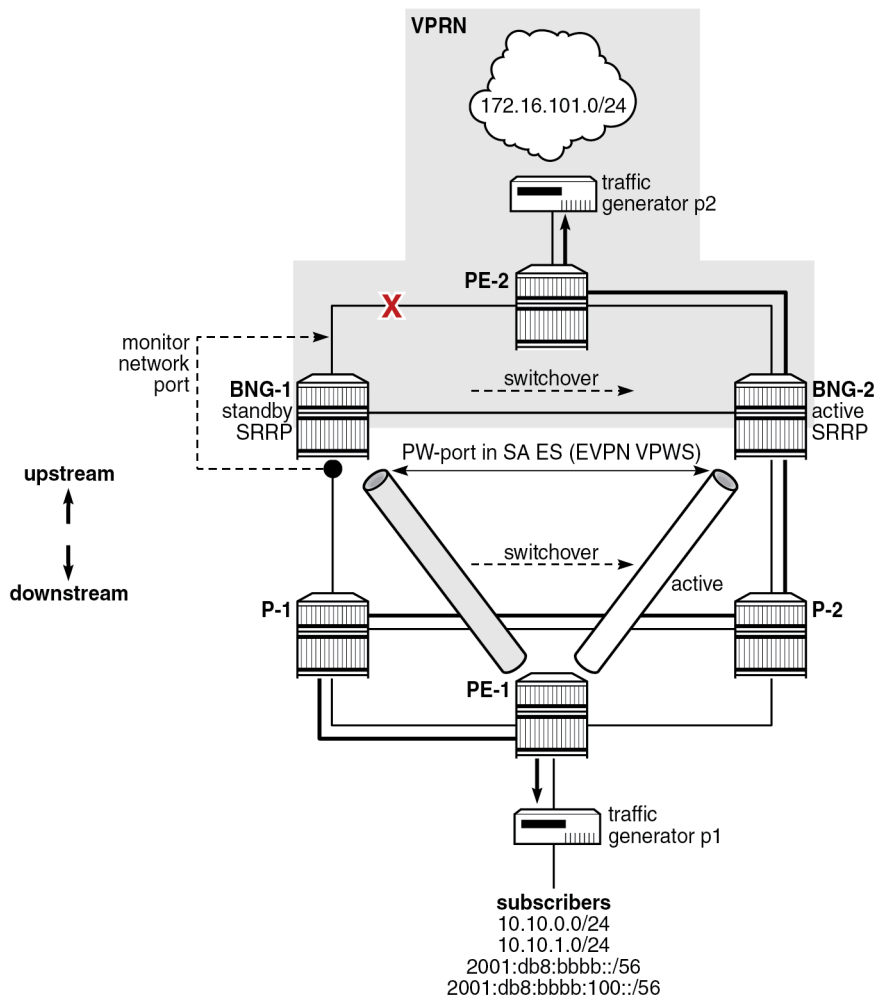 VPRN
172.16.101.0/24
traffic
generator p2
PE-2
X
monitor
network
port
BNG-1
standby
SRRP
switchover
BNG-2
active
SRRP
PW-port in SA ES (EVPN VPWS)
upstream
downstream
switchover
active
P-1
P-2
PE-1
traffic
generator p1
subscribers
10.10.0.0/24
10.10.1.0/24
2001:db8:bbbb::/56
2001:db8:bbbb:100::/56